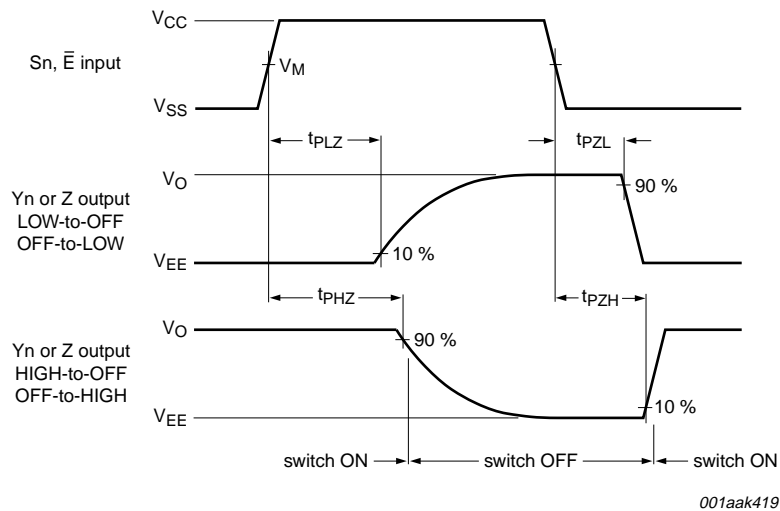 VCC
Sn, E̅ input
VM
VSS
tPLZ
tPZL
VO
90 %
Yn or Z output
LOW-to-OFF
OFF-to-LOW
10 %
VEE
tPHZ
tPZH
VO
90 %
Yn or Z output
HIGH-to-OFF
OFF-to-HIGH
10 %
VEE
switch ON
switch OFF
switch ON
001aak419